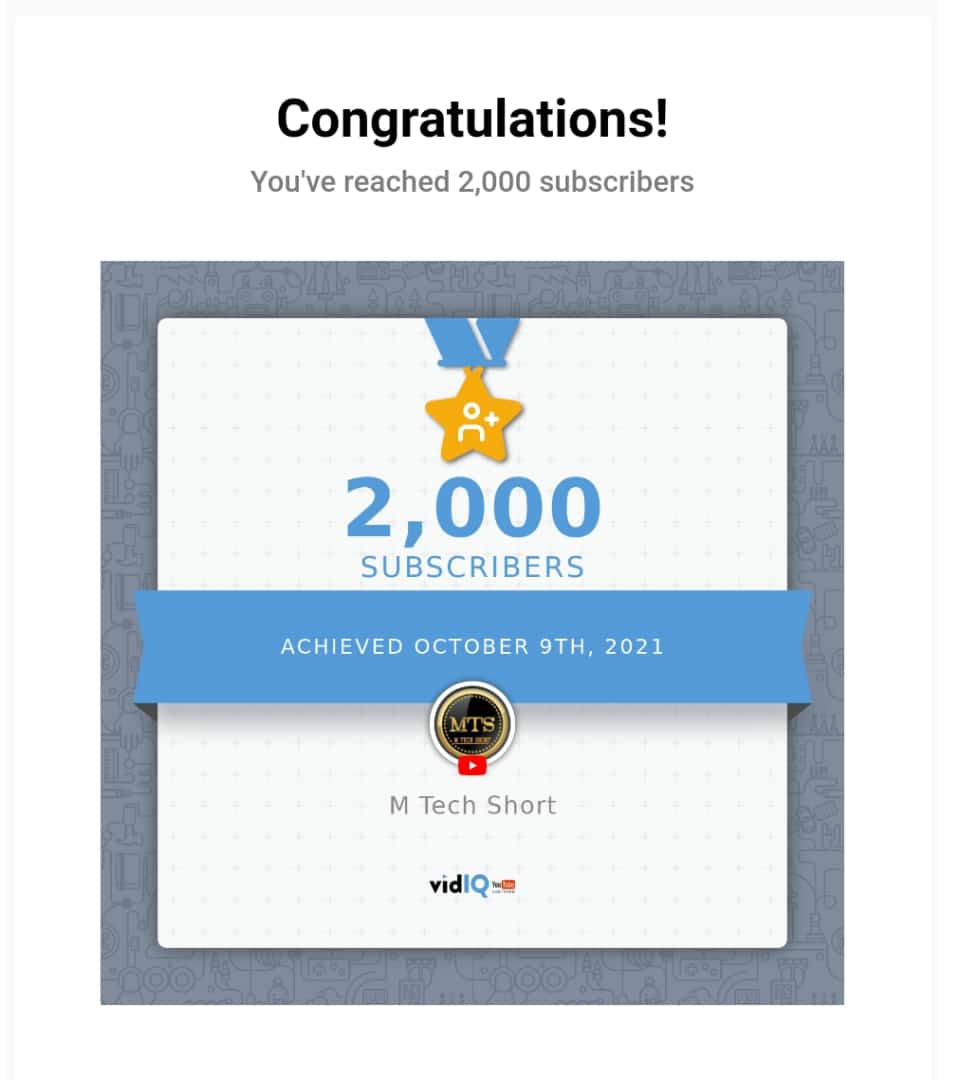 Congratulations!
You've reached 2,000 subscribers
2,000
SUBSCRIBERS
ACHIEVED OCTOBER 9TH, 2021
MTS
M TECH SHORT
M Tech Short
vidIQ YouTube